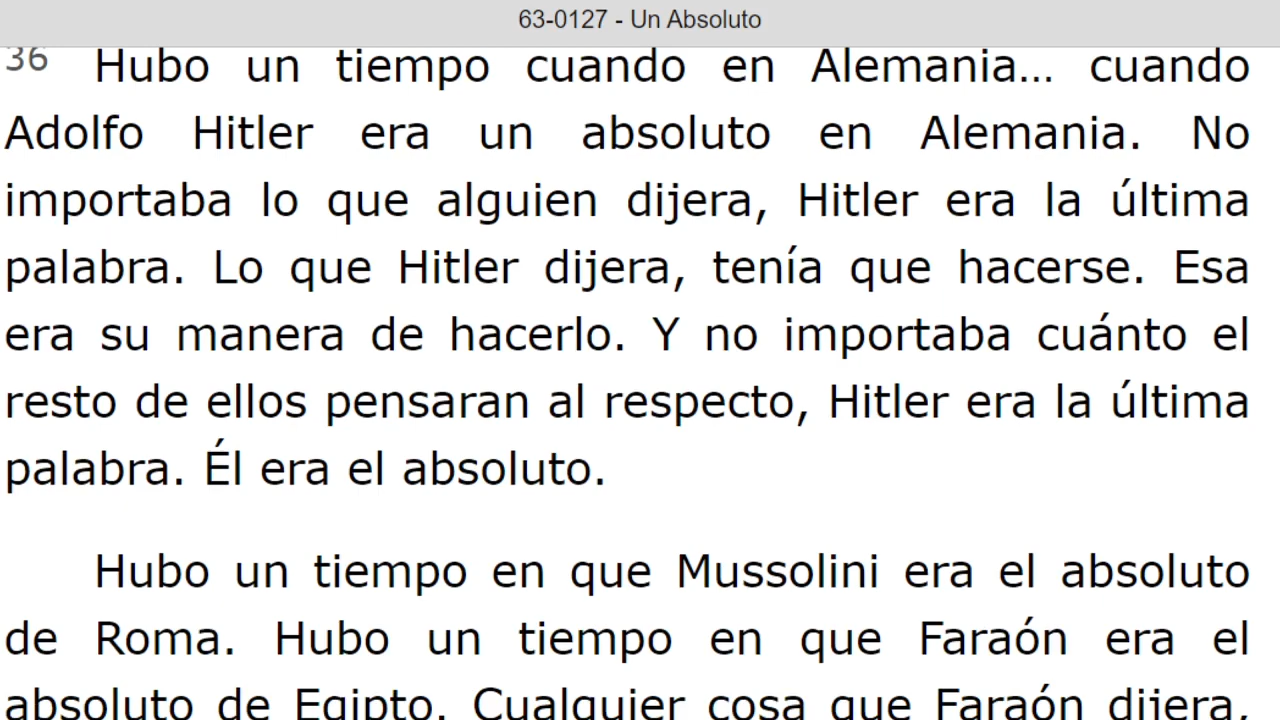 63-0127 - Un Absoluto
36 Hubo un tiempo cuando en Alemania... cuando
Adolfo Hitler era un absoluto en Alemania. No
importaba lo que alguien dijera, Hitler era la última
palabra. Lo que Hitler dijera, tenía que hacerse. Esa
era su manera de hacerlo. Y no importaba cuánto el
resto de ellos pensaran al respecto, Hitler era la última
palabra. Él era el absoluto.
Hubo un tiempo en que Mussolini era el absoluto
de Roma. Hubo un tiempo en que Faraón era el
absoluto de Egipto. Cualquier cosa que Faraón dijera,